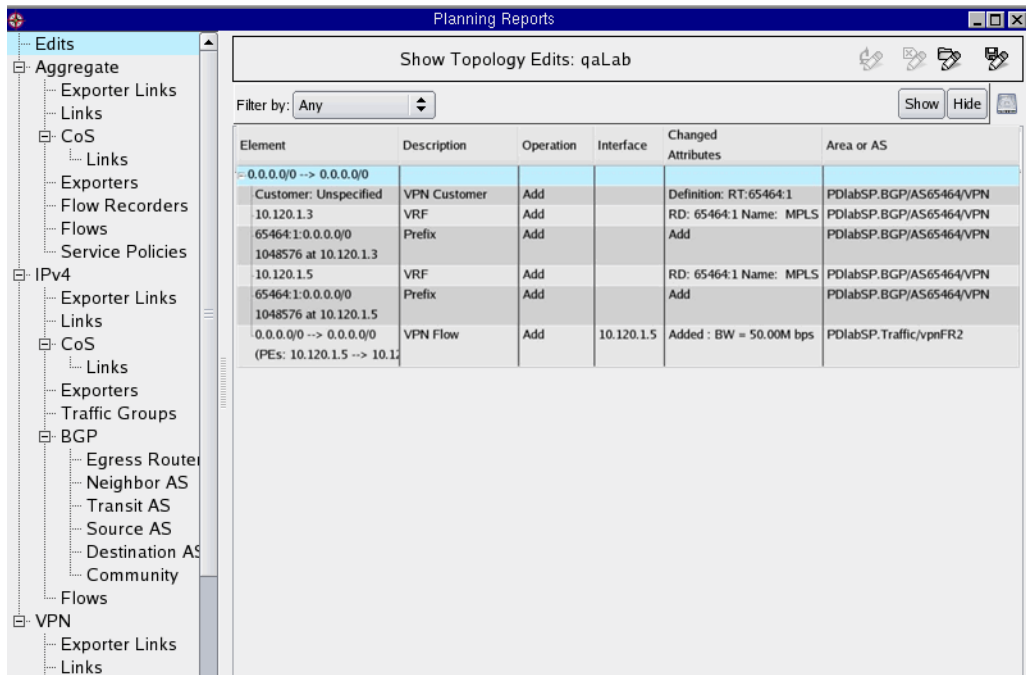 Planning Reports
Edits
Aggregate
Exporter Links
Links
CoS
Links
Exporters
Flow Recorders
Flows
Service Policies
IPv4
Exporter Links
Links
CoS
Links
Exporters
Traffic Groups
BGP
Egress Router
Neighbor AS
Transit AS
Source AS
Destination AS
Community
Flows
VPN
Exporter Links
Links
Show Topology Edits: qaLab
Filter by: Any Show Hide
Element Description Operation Interface Changed Attributes Area or AS
0.0.0.0/0 --> 0.0.0.0/0
Customer: Unspecified VPN Customer Add Definition: RT:65464:1 PDlabSP.BGP/AS65464/VPN
10.120.1.3 VRF Add RD: 65464:1 Name: MPLS PDlabSP.BGP/AS65464/VPN
65464:1:0.0.0.0/0 Prefix Add Add PDlabSP.BGP/AS65464/VPN
1048576 at 10.120.1.3
10.120.1.5 VRF Add RD: 65464:1 Name: MPLS PDlabSP.BGP/AS65464/VPN
65464:1:0.0.0.0/0 Prefix Add Add PDlabSP.BGP/AS65464/VPN
1048576 at 10.120.1.5
0.0.0.0/0 --> 0.0.0.0/0 VPN Flow Add 10.120.1.5 Added : BW = 50.00M bps PDlabSP.Traffic/vpnFR2
(PEs: 10.120.1.5 --> 10.12